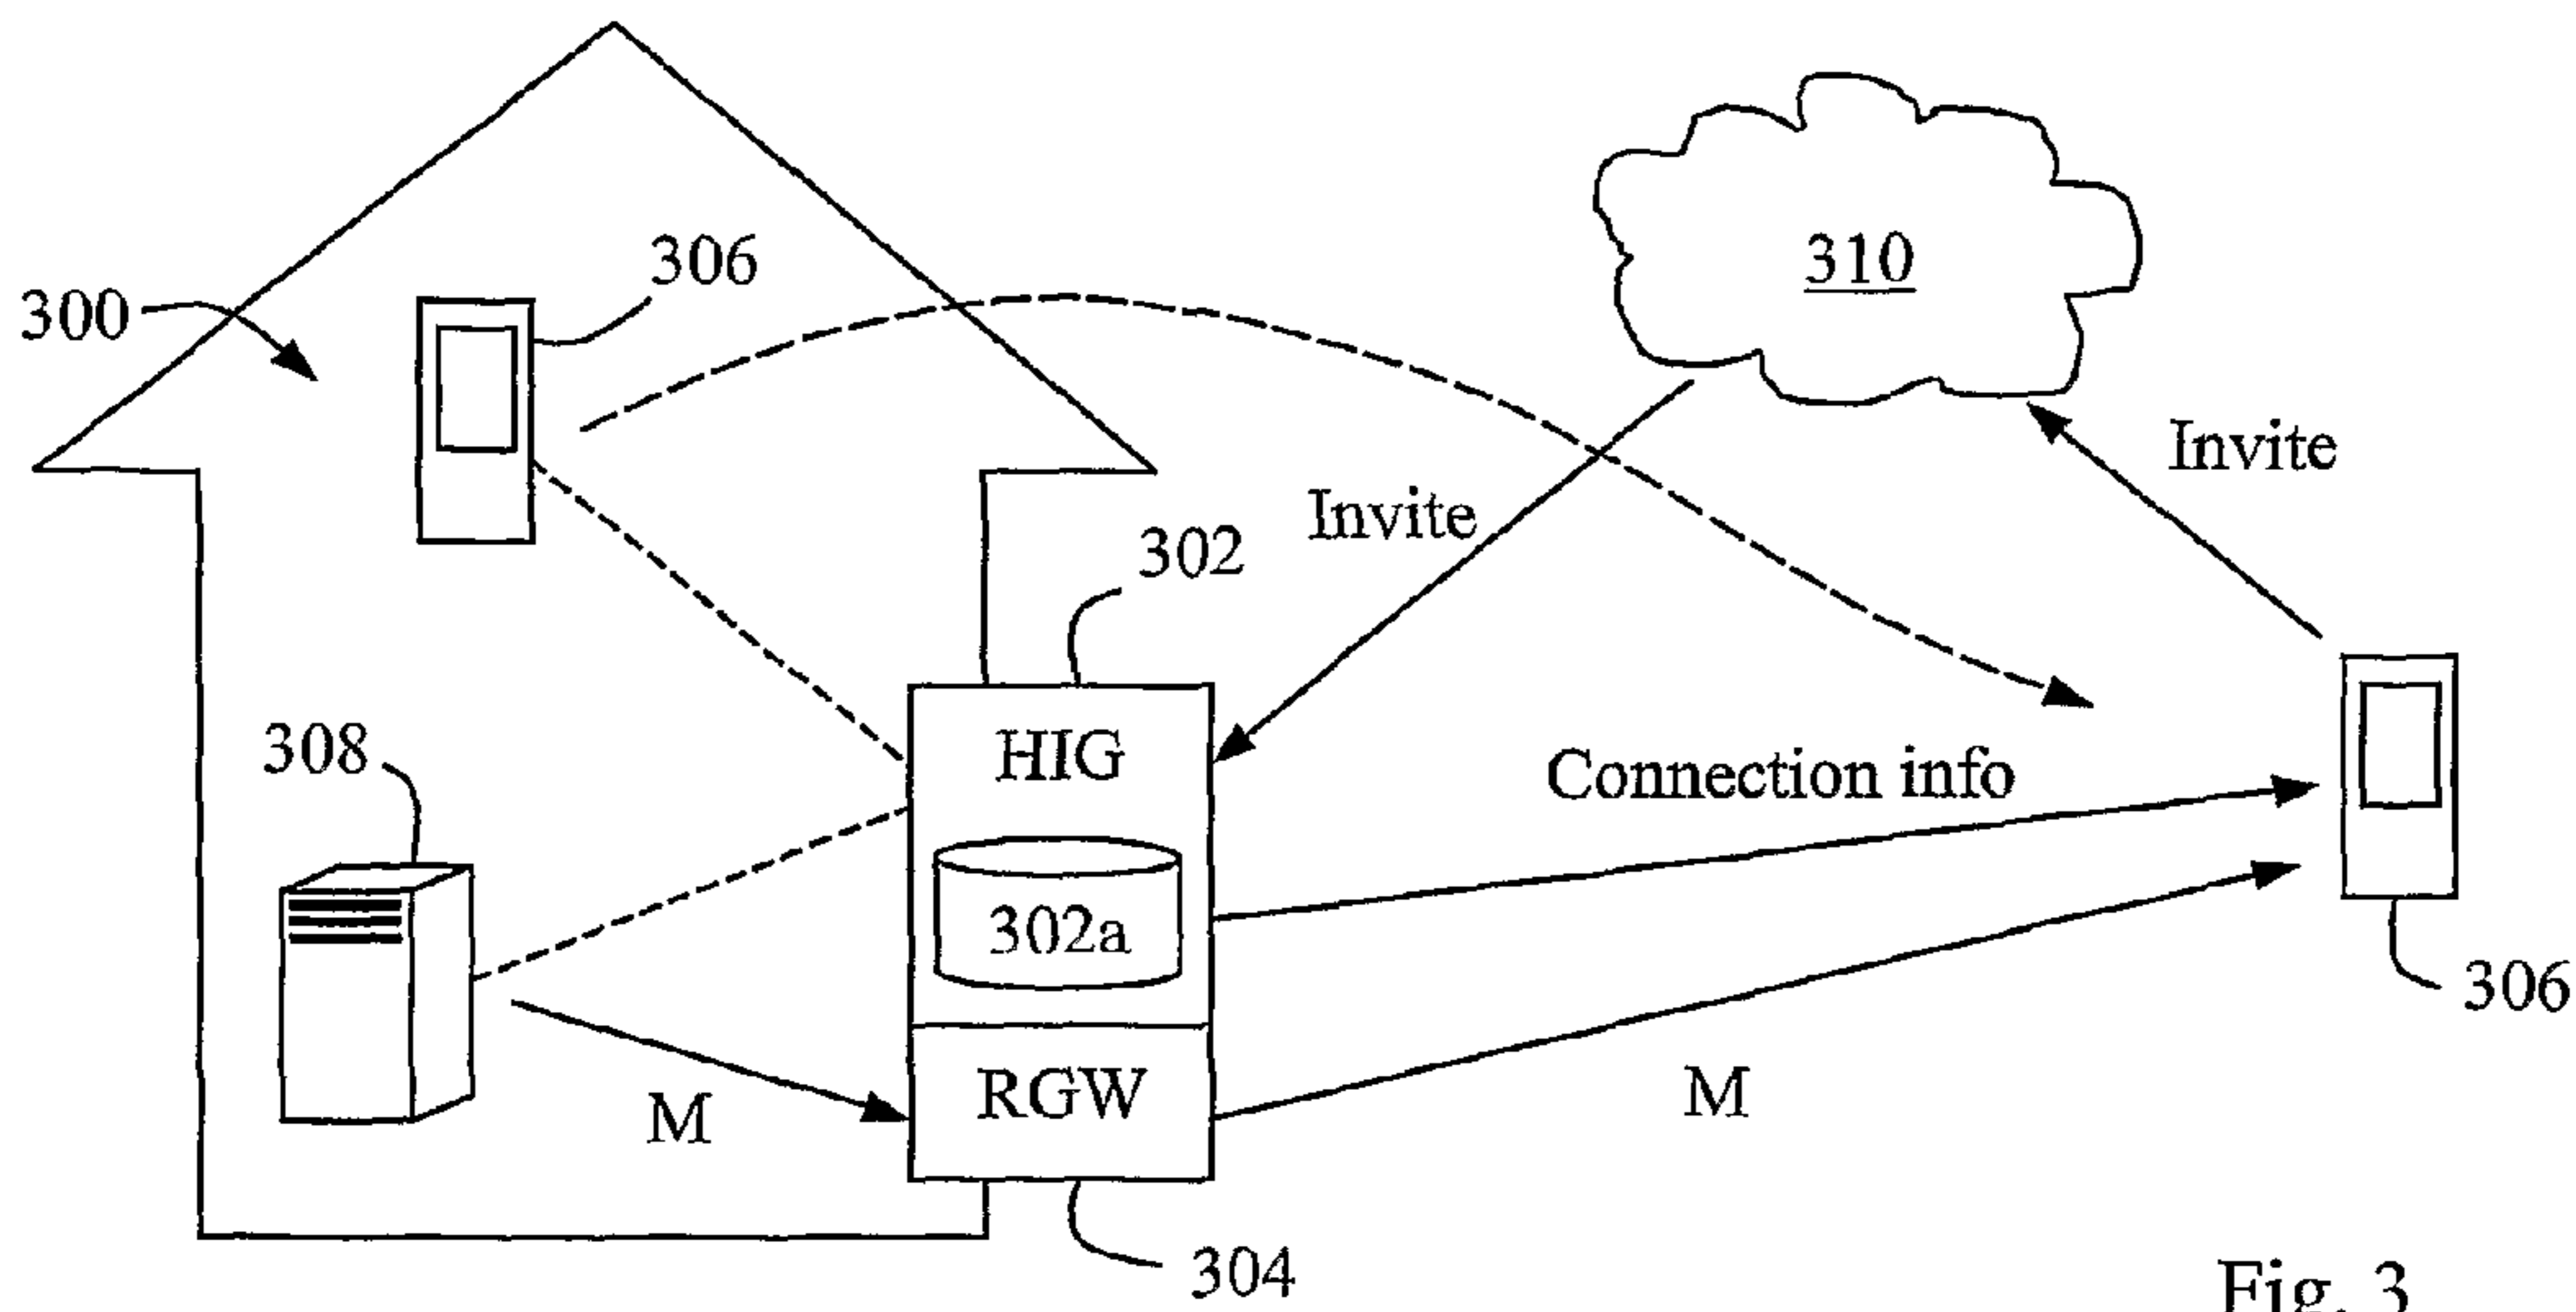 306
300
310
Invite
Invite
302
308
HIG
Connection info
302a
306
RGW
M
M
304
Fig. 3